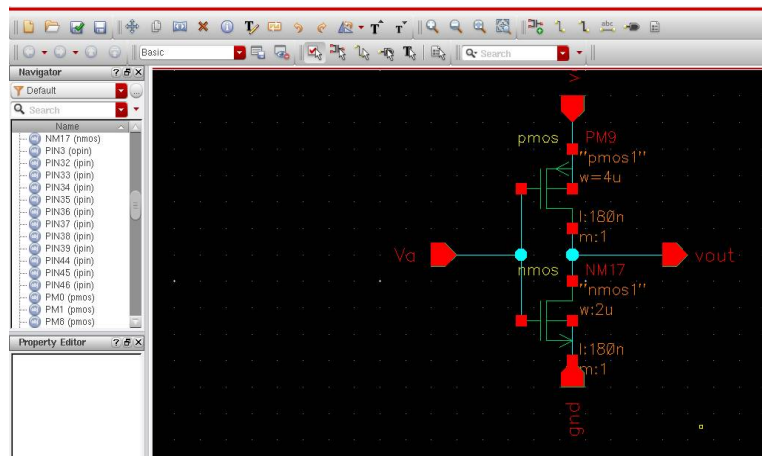 abc
Basic
Search
Navigator
Default
Search
Name
NM17 (nmos)
PIN3 (opin)
PIN32 (ipin)
PIN33 (ipin)
PIN34 (ipin)
PIN35 (ipin)
PIN36 (ipin)
PIN37 (ipin)
PIN38 (ipin)
PIN39 (ipin)
PIN44 (ipin)
PIN45 (ipin)
PIN46 (ipin)
PM0 (pmos)
PM1 (pmos)
PM8 (pmos)
Property Editor
pmos PM9
"pmos1"
w=4u
l:180n
m:1
Va
vout
nmos NM17
"nmos1"
w:2u
l:180n
m:1
gnd